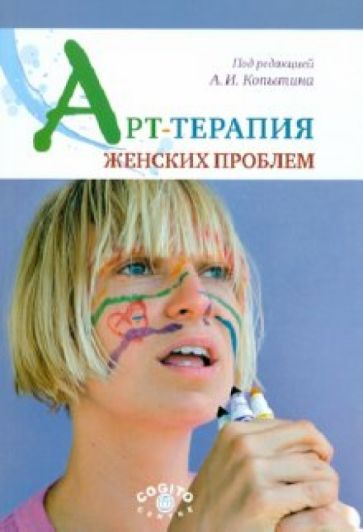 Под редакцией
А. И. Копытина
АРТ-ТЕРАПИЯ
ЖЕНСКИХ ПРОБЛЕМ
COGITO
CENTRE